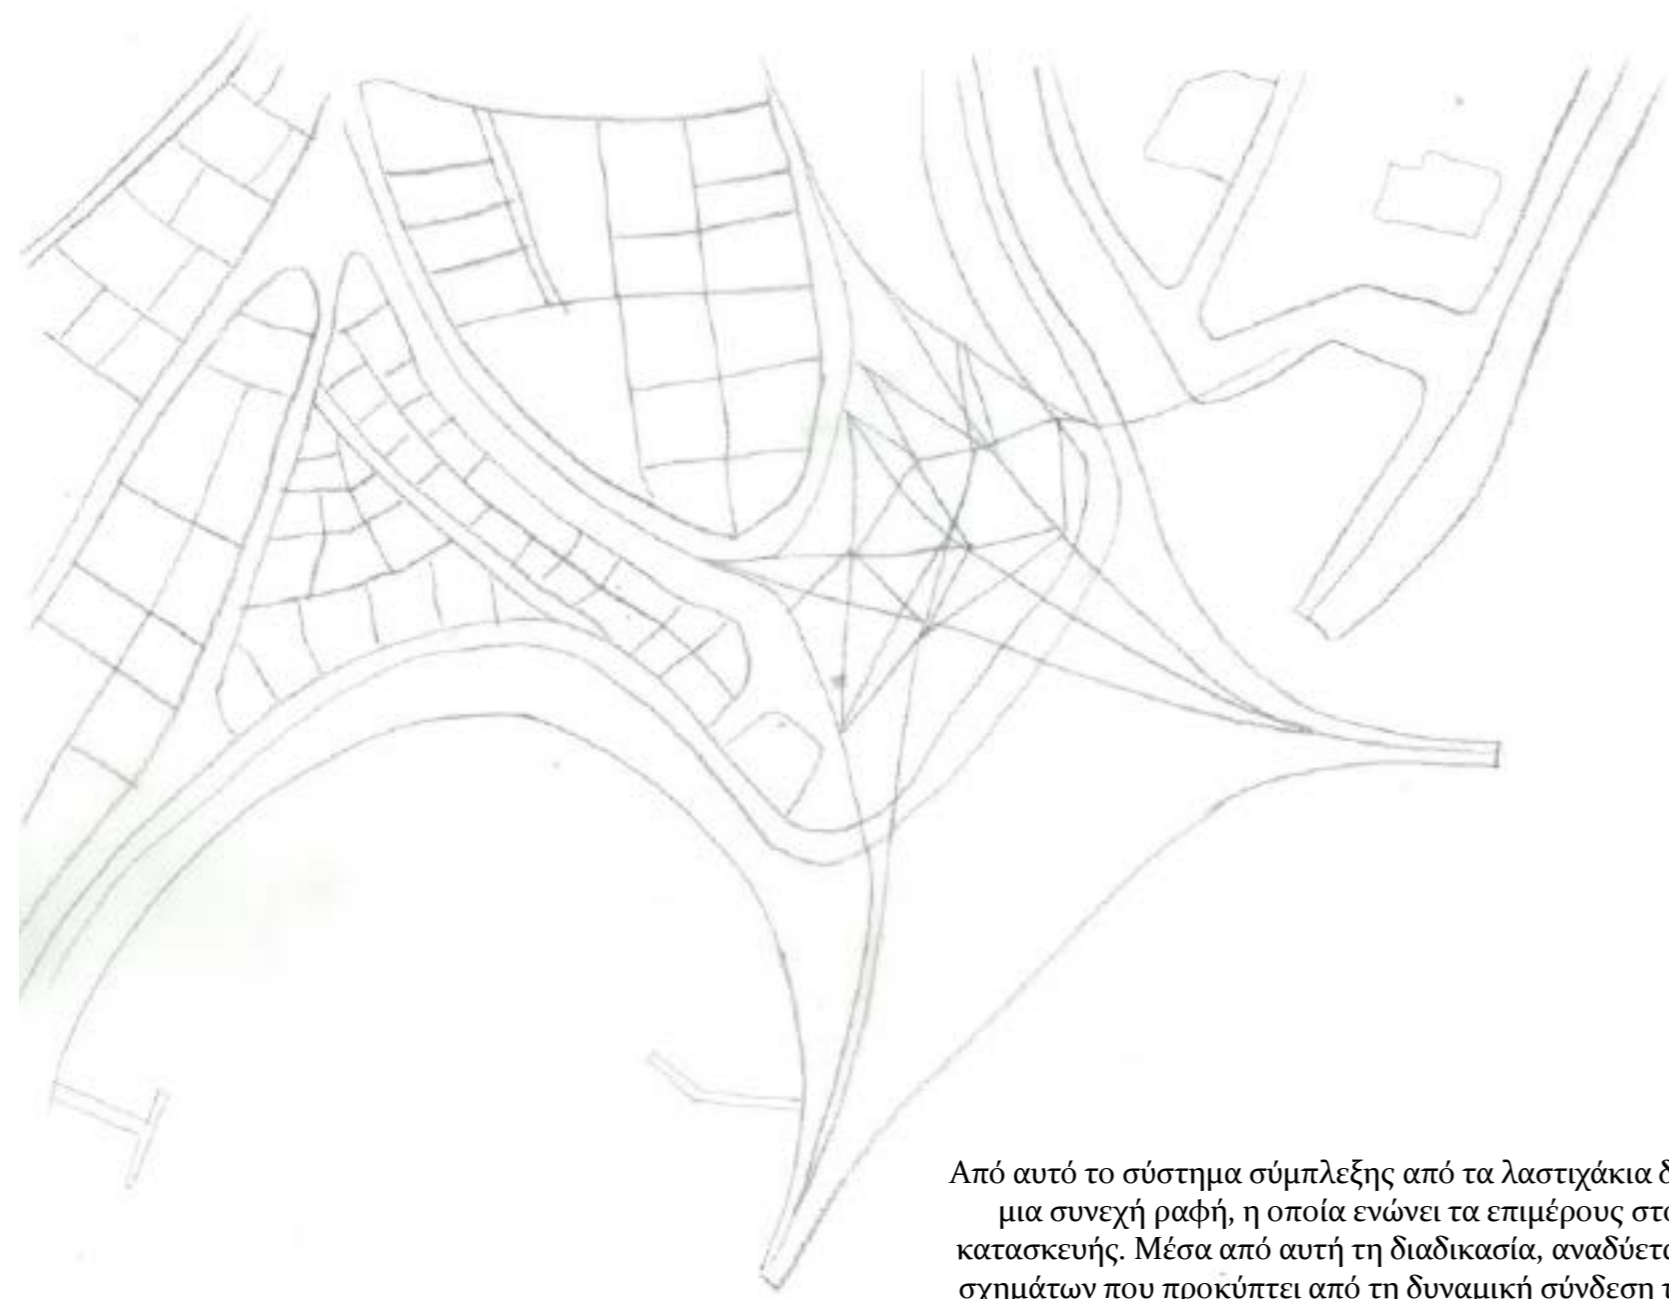 Από αυτό το σύστημα σύμπλεξης από τα λαστιχάκια
μια συνεχή ραφή, η οποία ενώνει τα επιμέρους
κατασκευής. Μέσα από αυτή τη διαδικασία,
σχημάτων που προκύπτει από τη δυναμική σύνδεση